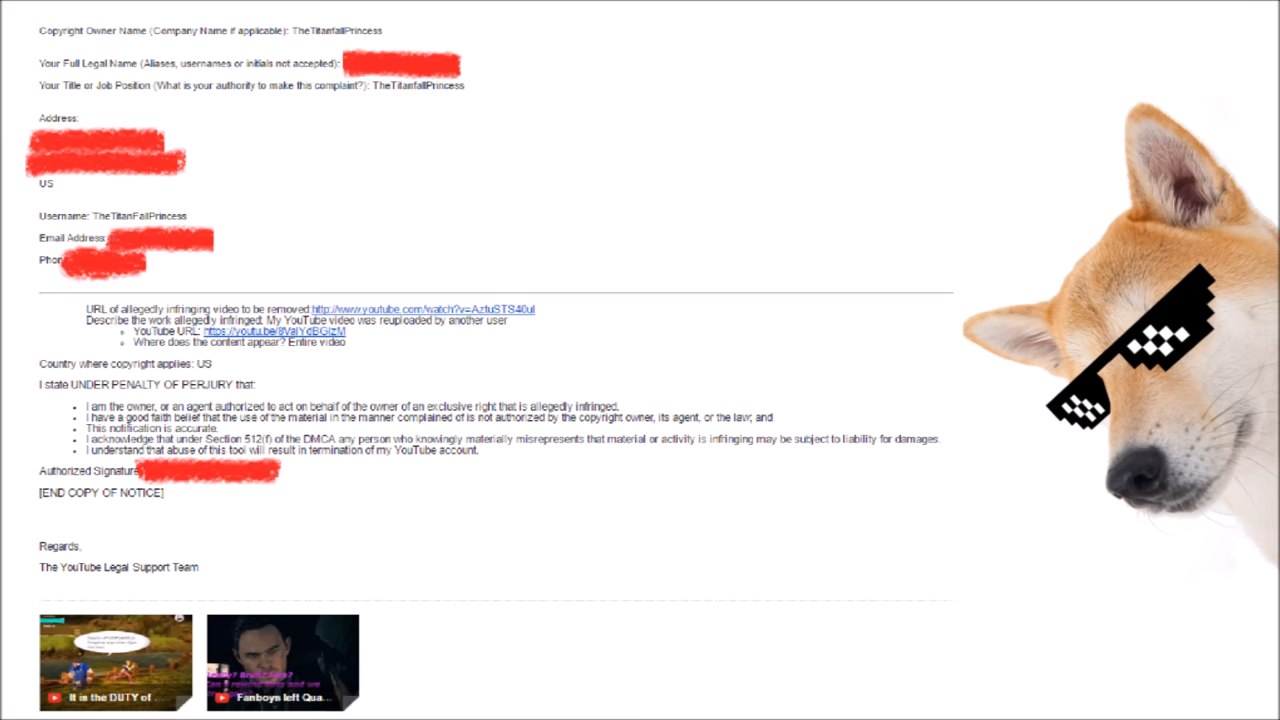 Copyright Owner Name (Company Name if applicable): TheTitanfallPrincess
Your Full Legal Name (Aliases, usernames or initials not accepted):
Your Title or Job Position (What is your authority to make this complaint?): TheTitanfallPrincess
Address:
US
Username: TheTitanFallPrincess
Email Address:
Phon
URL of allegedly infringing video to be removed:http://www.youtube.com/watch?v=AztuSTS40uI
Describe the work allegedly infringed: My YouTube video was reuploaded by another user
YouTube URL: https://youtu.be/8VaIYdBGlzM
Where does the content appear? Entire video
Country where copyright applies: US
I state UNDER PENALTY OF PERJURY that:
I am the owner, or an agent authorized to act on behalf of the owner of an exclusive right that is allegedly infringed.
I have a good faith belief that the use of the material in the manner complained of is not authorized by the copyright owner, its agent, or the law; and
This notification is accurate.
I acknowledge that under Section 512(f) of the DMCA any person who knowingly materially misrepresents that material or activity is infringing may be subject to liability for damages.
I understand that abuse of this tool will result in termination of my YouTube account.
Authorized Signature
[END COPY OF NOTICE]
Regards,
The YouTube Legal Support Team
It is the DUTY of ...
Fanboys left Qua...